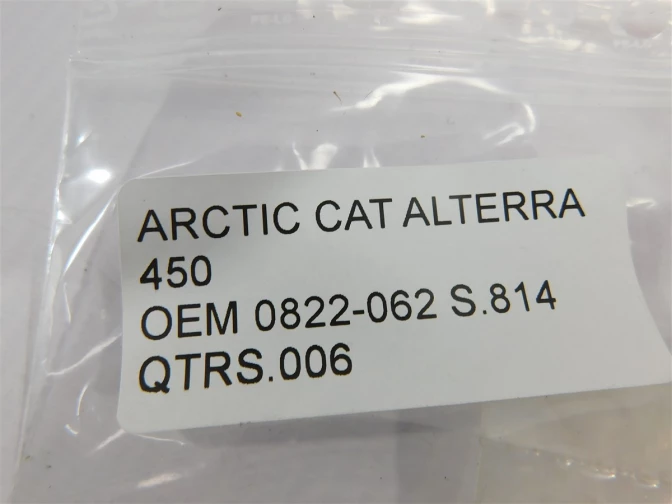 ARCTIC CAT ALTERRA
450
OEM 0822-062 S.814
QTRS.006